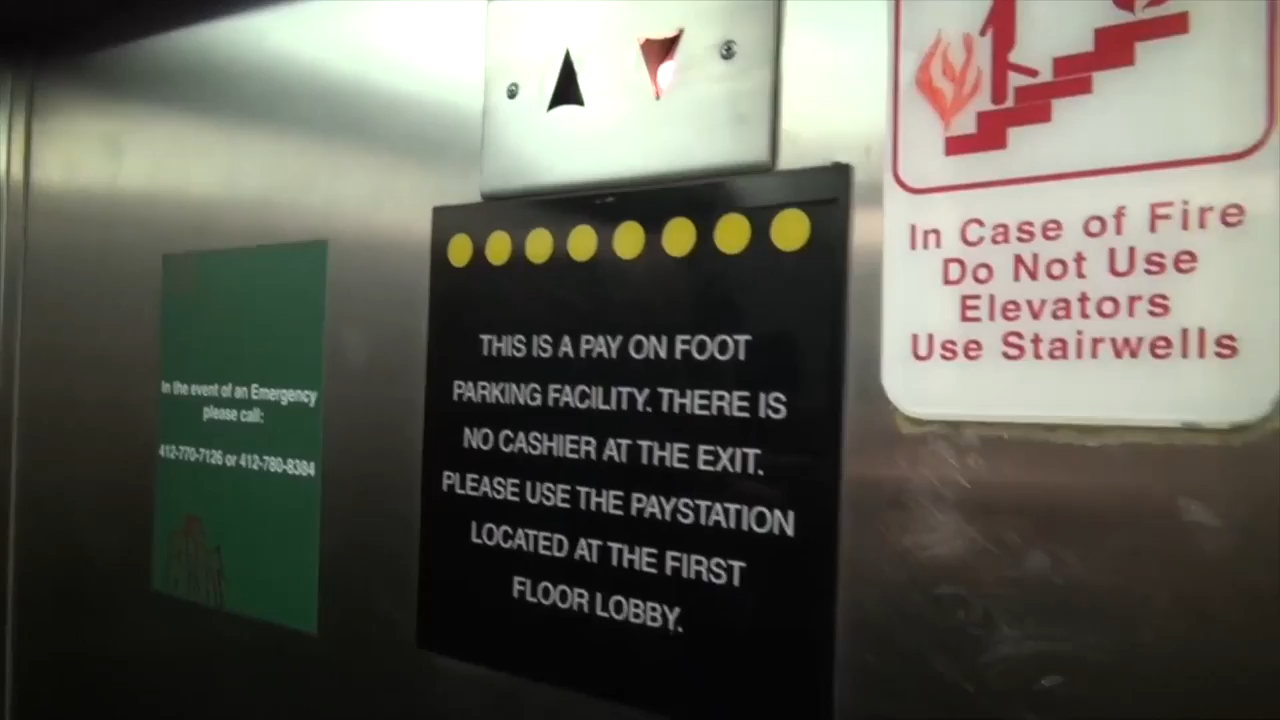 In the event of an Emergency
please call:
412-770-7126 or 412-780-8384
THIS IS A PAY ON FOOT
PARKING FACILITY. THERE IS
NO CASHIER AT THE EXIT.
PLEASE USE THE PAYSTATION
LOCATED AT THE FIRST
FLOOR LOBBY.
In Case of Fire
Do Not Use
Elevators
Use Stairwells